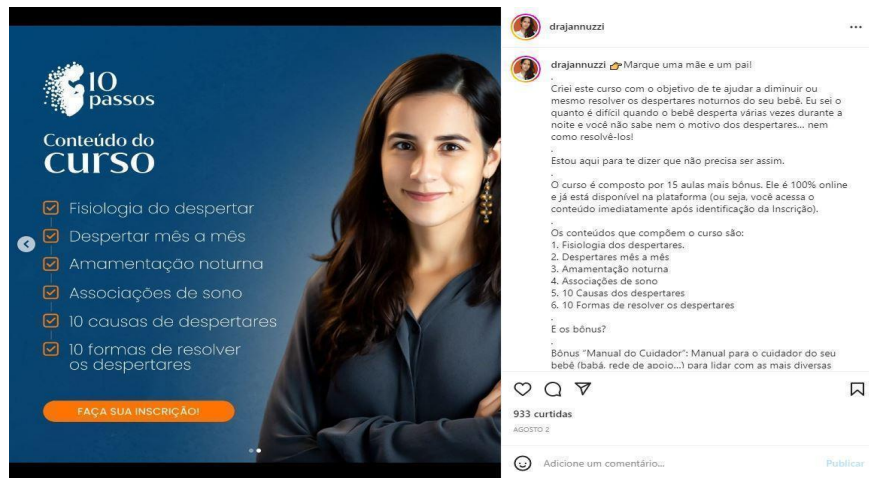 10
passos
Conteúdo do
curso
Fisiologia do despertar
Despertar mês a mês
Amamentação noturna
Associações de sono
10 causas de despertares
10 formas de resolver
os despertares
FAÇA SUA INSCRIÇÃO!
drajannuzzi
drajannuzzi 👉Marque uma mãe e um pai!
.
Criei este curso com o objetivo de te ajudar a diminuir ou
mesmo resolver os despertares noturnos do seu bebê. Eu sei o
quanto é difícil quando o bebê desperta várias vezes durante a
noite e você não sabe nem o motivo dos despertares... nem
como resolvê-los!
.
Estou aqui para te dizer que não precisa ser assim.
.
O curso é composto por 15 aulas mais bônus. Ele é 100% online
e já está disponível na plataforma (ou seja, você acessa o
conteúdo imediatamente após identificação da Inscrição).
.
Os conteúdos que compõem o curso são:
1. Fisiologia dos despertares.
2. Despertares mês a mês
3. Amamentação noturna
4. Associações de sono
5. 10 Causas dos despertares
6. 10 Formas de resolver os despertares
.
E os bônus?
.
Bônus "Manual do Cuidador": Manual para o cuidador do seu
bebê (babá, rede de apoio...) para lidar com as mais diversas
933 curtidas
AGOSTO 2
Adicione um comentário...
Publicar